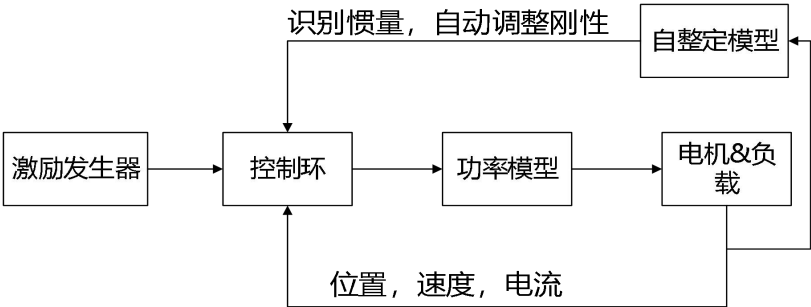 识别惯量，自动调整刚性
自整定模型
激励发生器
控制环
功率模型
电机&负
载
位置，速度，电流